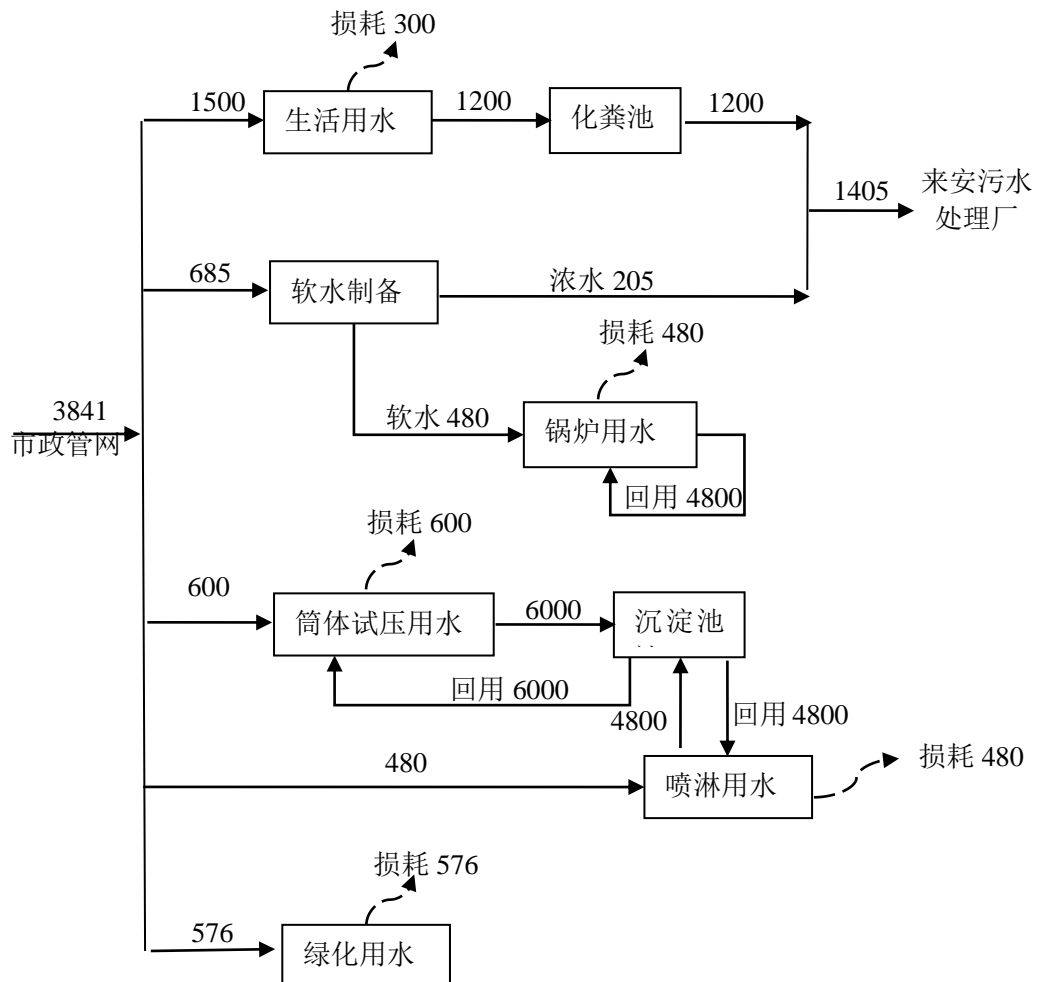 损耗 300
1500
生活用水
1200
化粪池
1200
1405
来安污水
处理厂
685
软水制备
浓水 205
损耗 480
3841
市政管网
软水 480
锅炉用水
回用 4800
损耗 600
600
筒体试压用水
6000
沉淀池
回用 6000
4800
回用 4800
480
喷淋用水
损耗 480
损耗 576
576
绿化用水